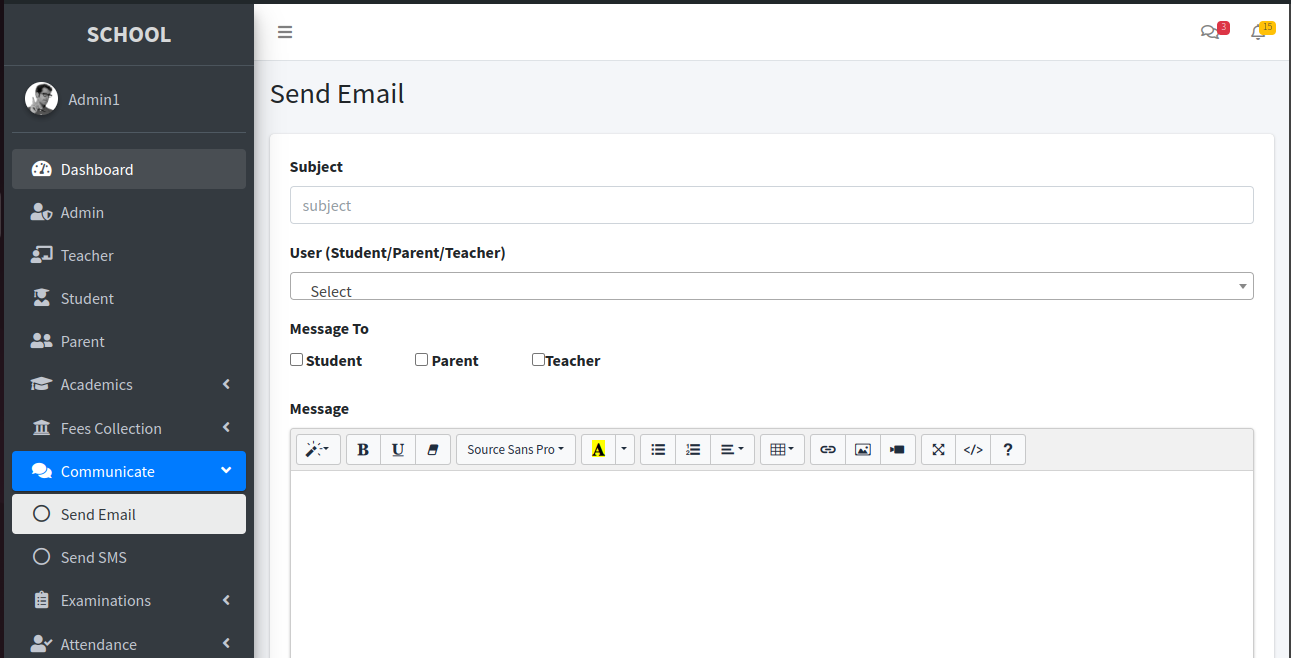 SCHOOL
3
15
Admin1
Send Email
Dashboard
Admin
Teacher
Student
Parent
Academics
Fees Collection
Communicate
Send Email
Send SMS
Examinations
Attendance
Subject
subject
User (Student/Parent/Teacher)
Select
Message To
Student Parent Teacher
Message
B U Source Sans Pro A </> ?